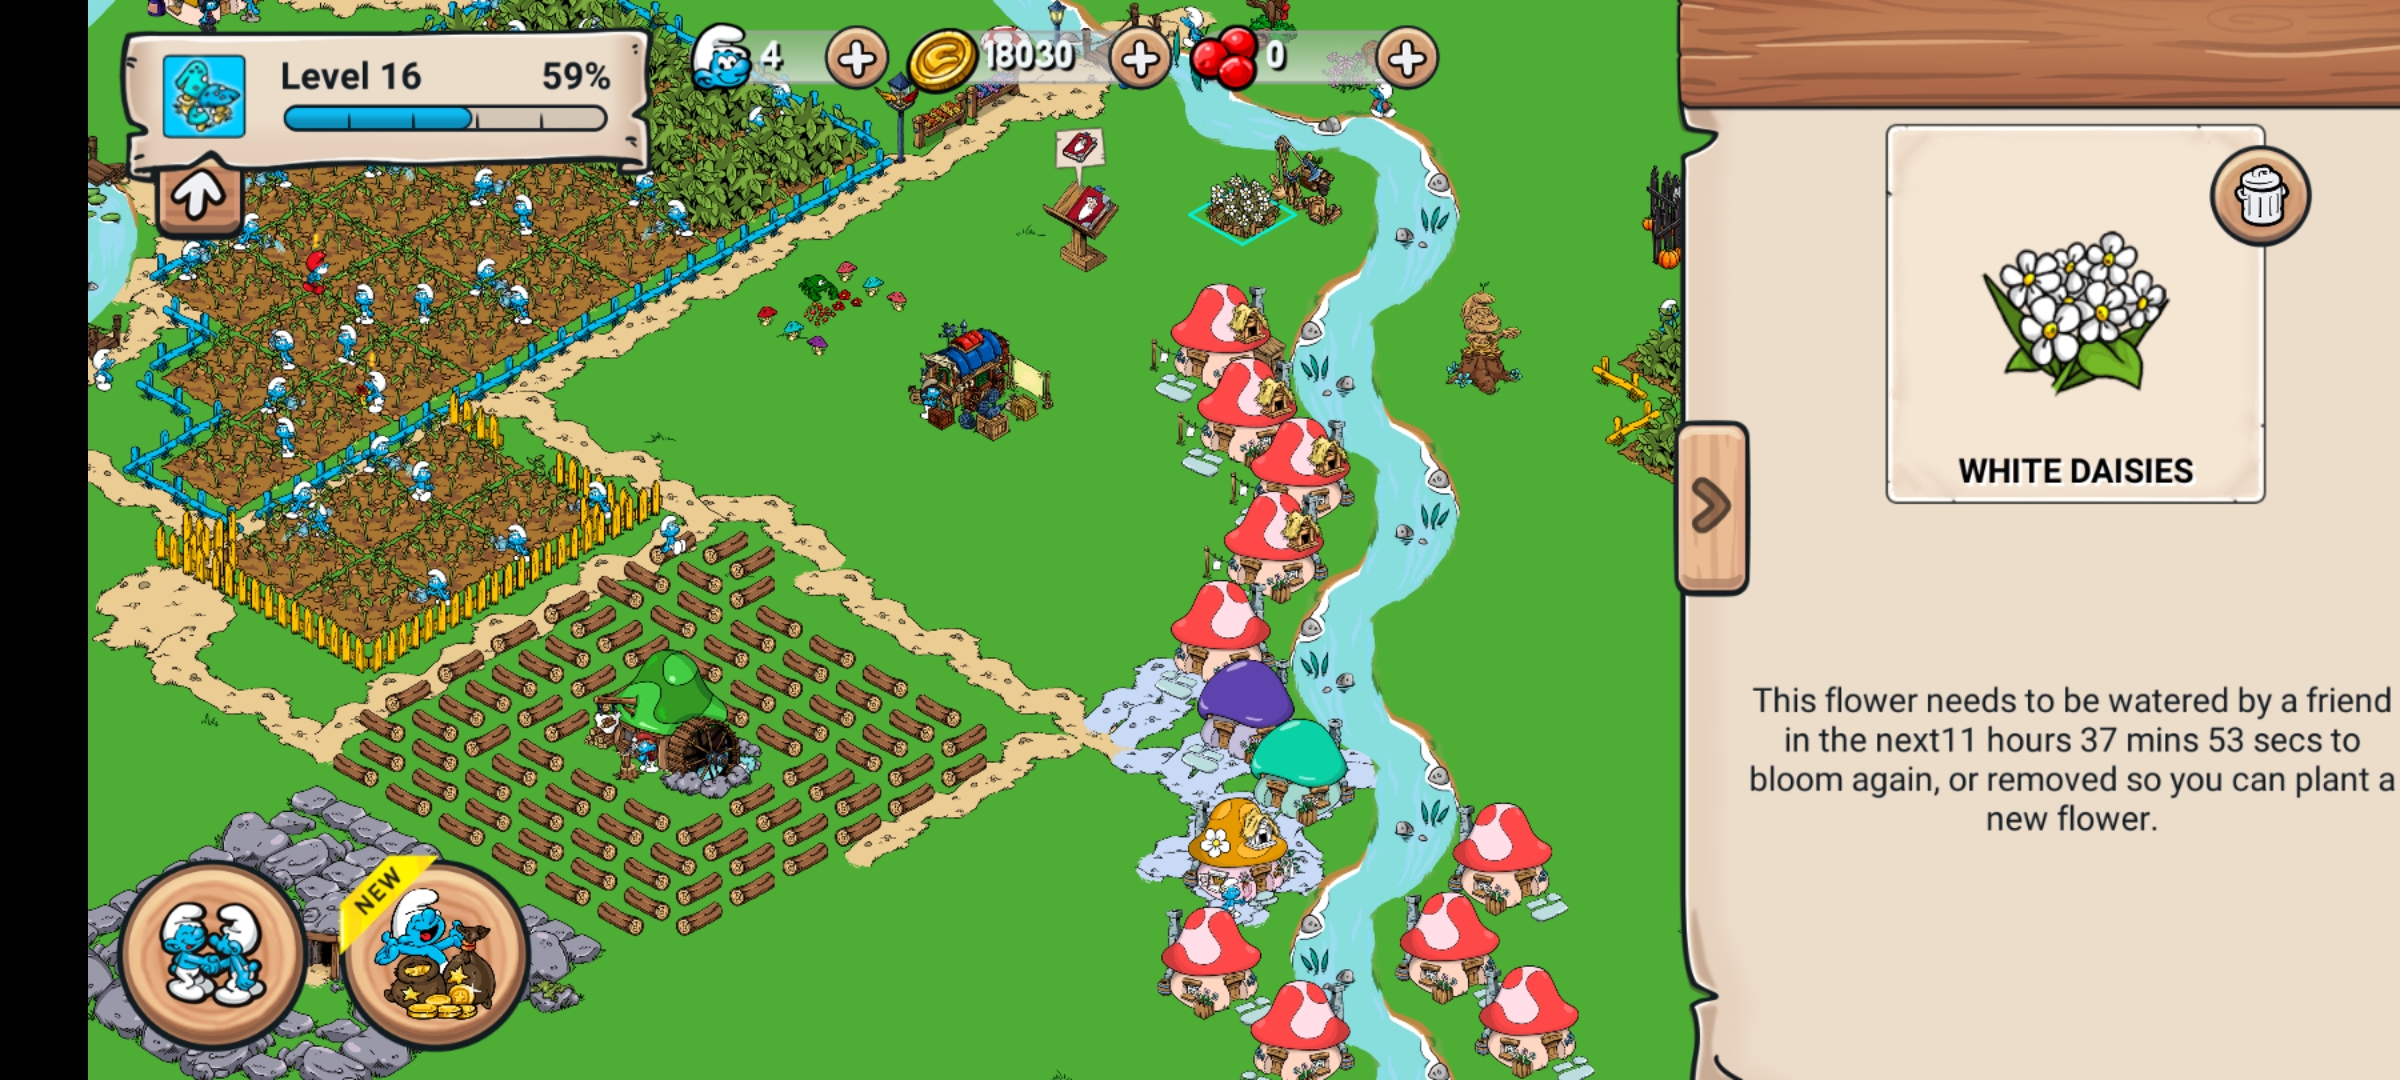 Level 16 59%
4
18030
0
WHITE DAISIES
This flower needs to be watered by a friend
in the next11 hours 37 mins 53 secs to
bloom again, or removed so you can plant a
new flower.
NEW